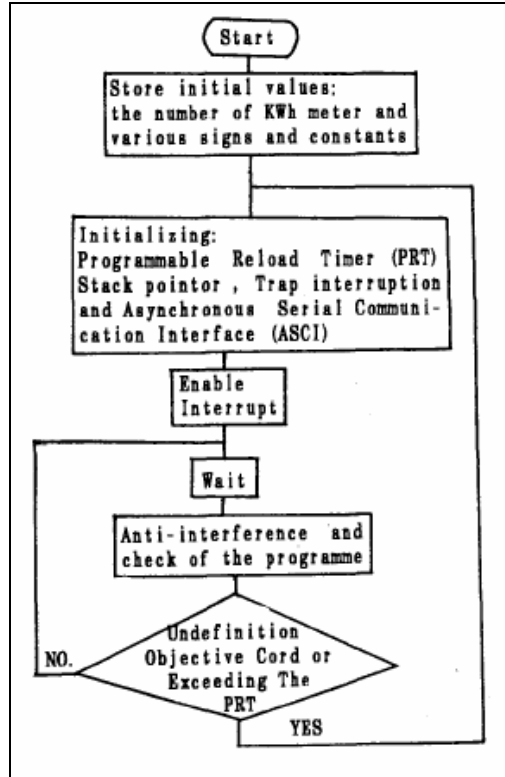 Start
Store initial values:
the number of KWh meter and
various signs and constants
Initializing:
Programmable Reload Timer (PRT)
Stack pointor , Trap interruption
and Asynchronous Serial Communi-
cation Interface (ASCI)
Enable
Interrupt
Wait
Anti-interference and
check of the programme
Undefinition
Objective Cord or
Exceeding The
PRT
NO.
YES